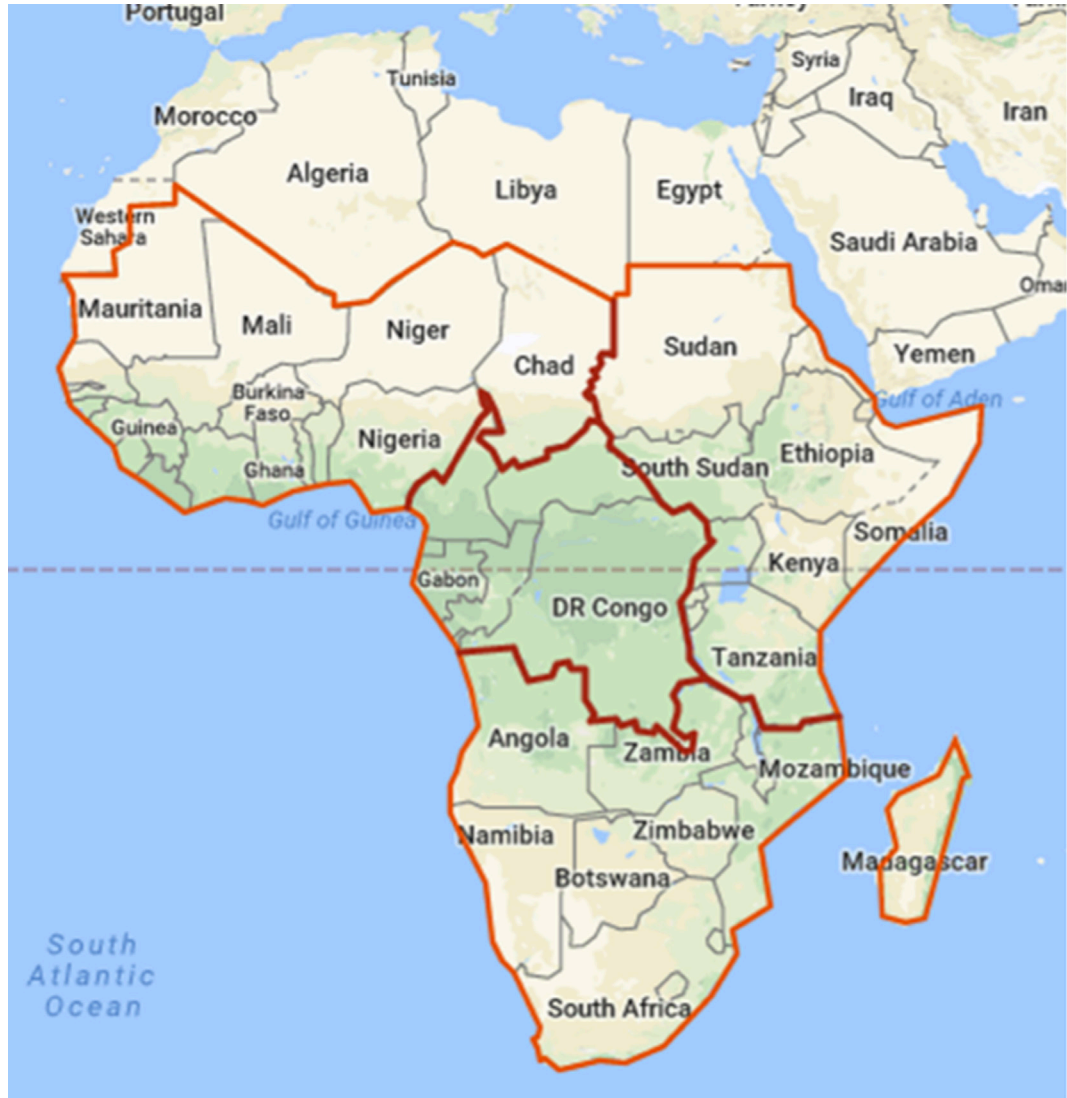 Portugal
Tunisia
Syria
Iraq
Iran
Morocco
Algeria
Libya
Egypt
Western
Sahara
Saudi Arabia
Mauritania
Mali
Niger
Chad
Sudan
Yemen
Burkina
Faso
Guinea
Nigeria
Ghana
Gulf of Aden
Ethiopia
South Sudan
Gulf of Guinea
Somalia
Kenya
Gabon
DR Congo
Tanzania
Angola
Zambia
Mozambique
Namibia
Zimbabwe
Botswana
Madagascar
South
Atlantic
Ocean
South Africa